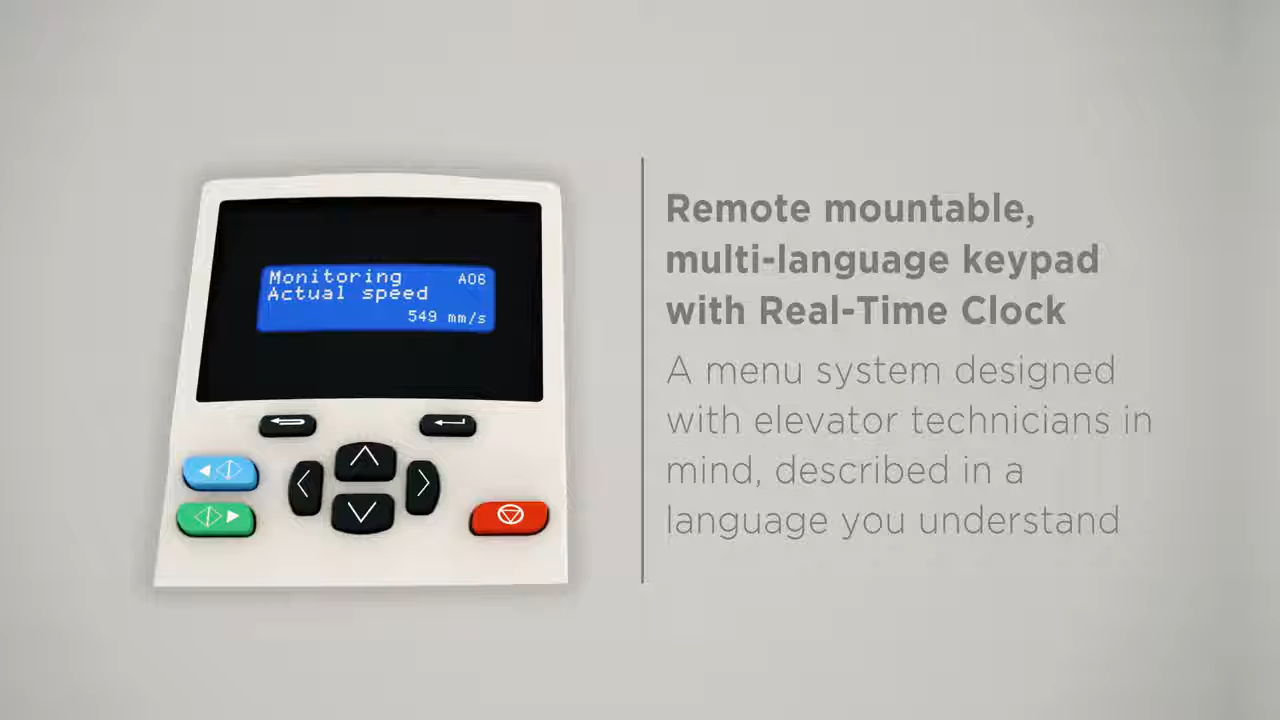 Monitoring A06
Actual speed
549 mm/s
Remote mountable,
multi-language keypad
with Real-Time Clock
A menu system designed
with elevator technicians in
mind, described in a
language you understand